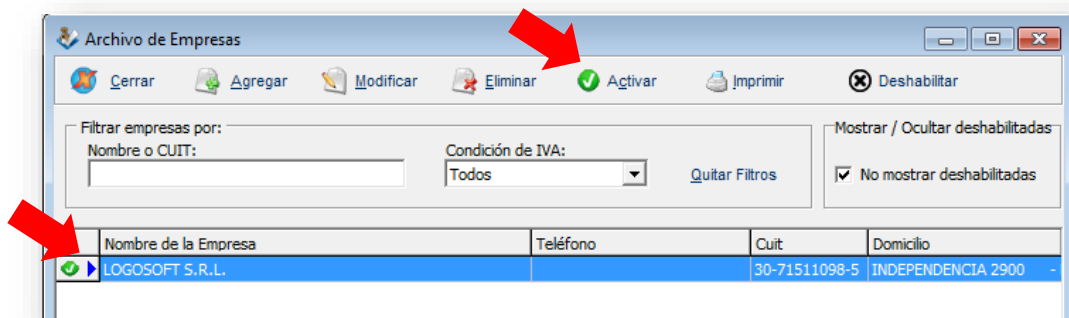 Archivo de Empresas
Cerrar Agregar Modificar Eliminar Activar Imprimir Deshabilitar
Filtrar empresas por: Mostrar / Ocultar deshabilitadas
Nombre o CUIT: Condición de IVA:
Todos Quitar Filtros No mostrar deshabilitadas
Nombre de la Empresa Teléfono Cuit Domicilio
LOGOSOFT S.R.L. 30-71511098-5 INDEPENDENCIA 2900 -